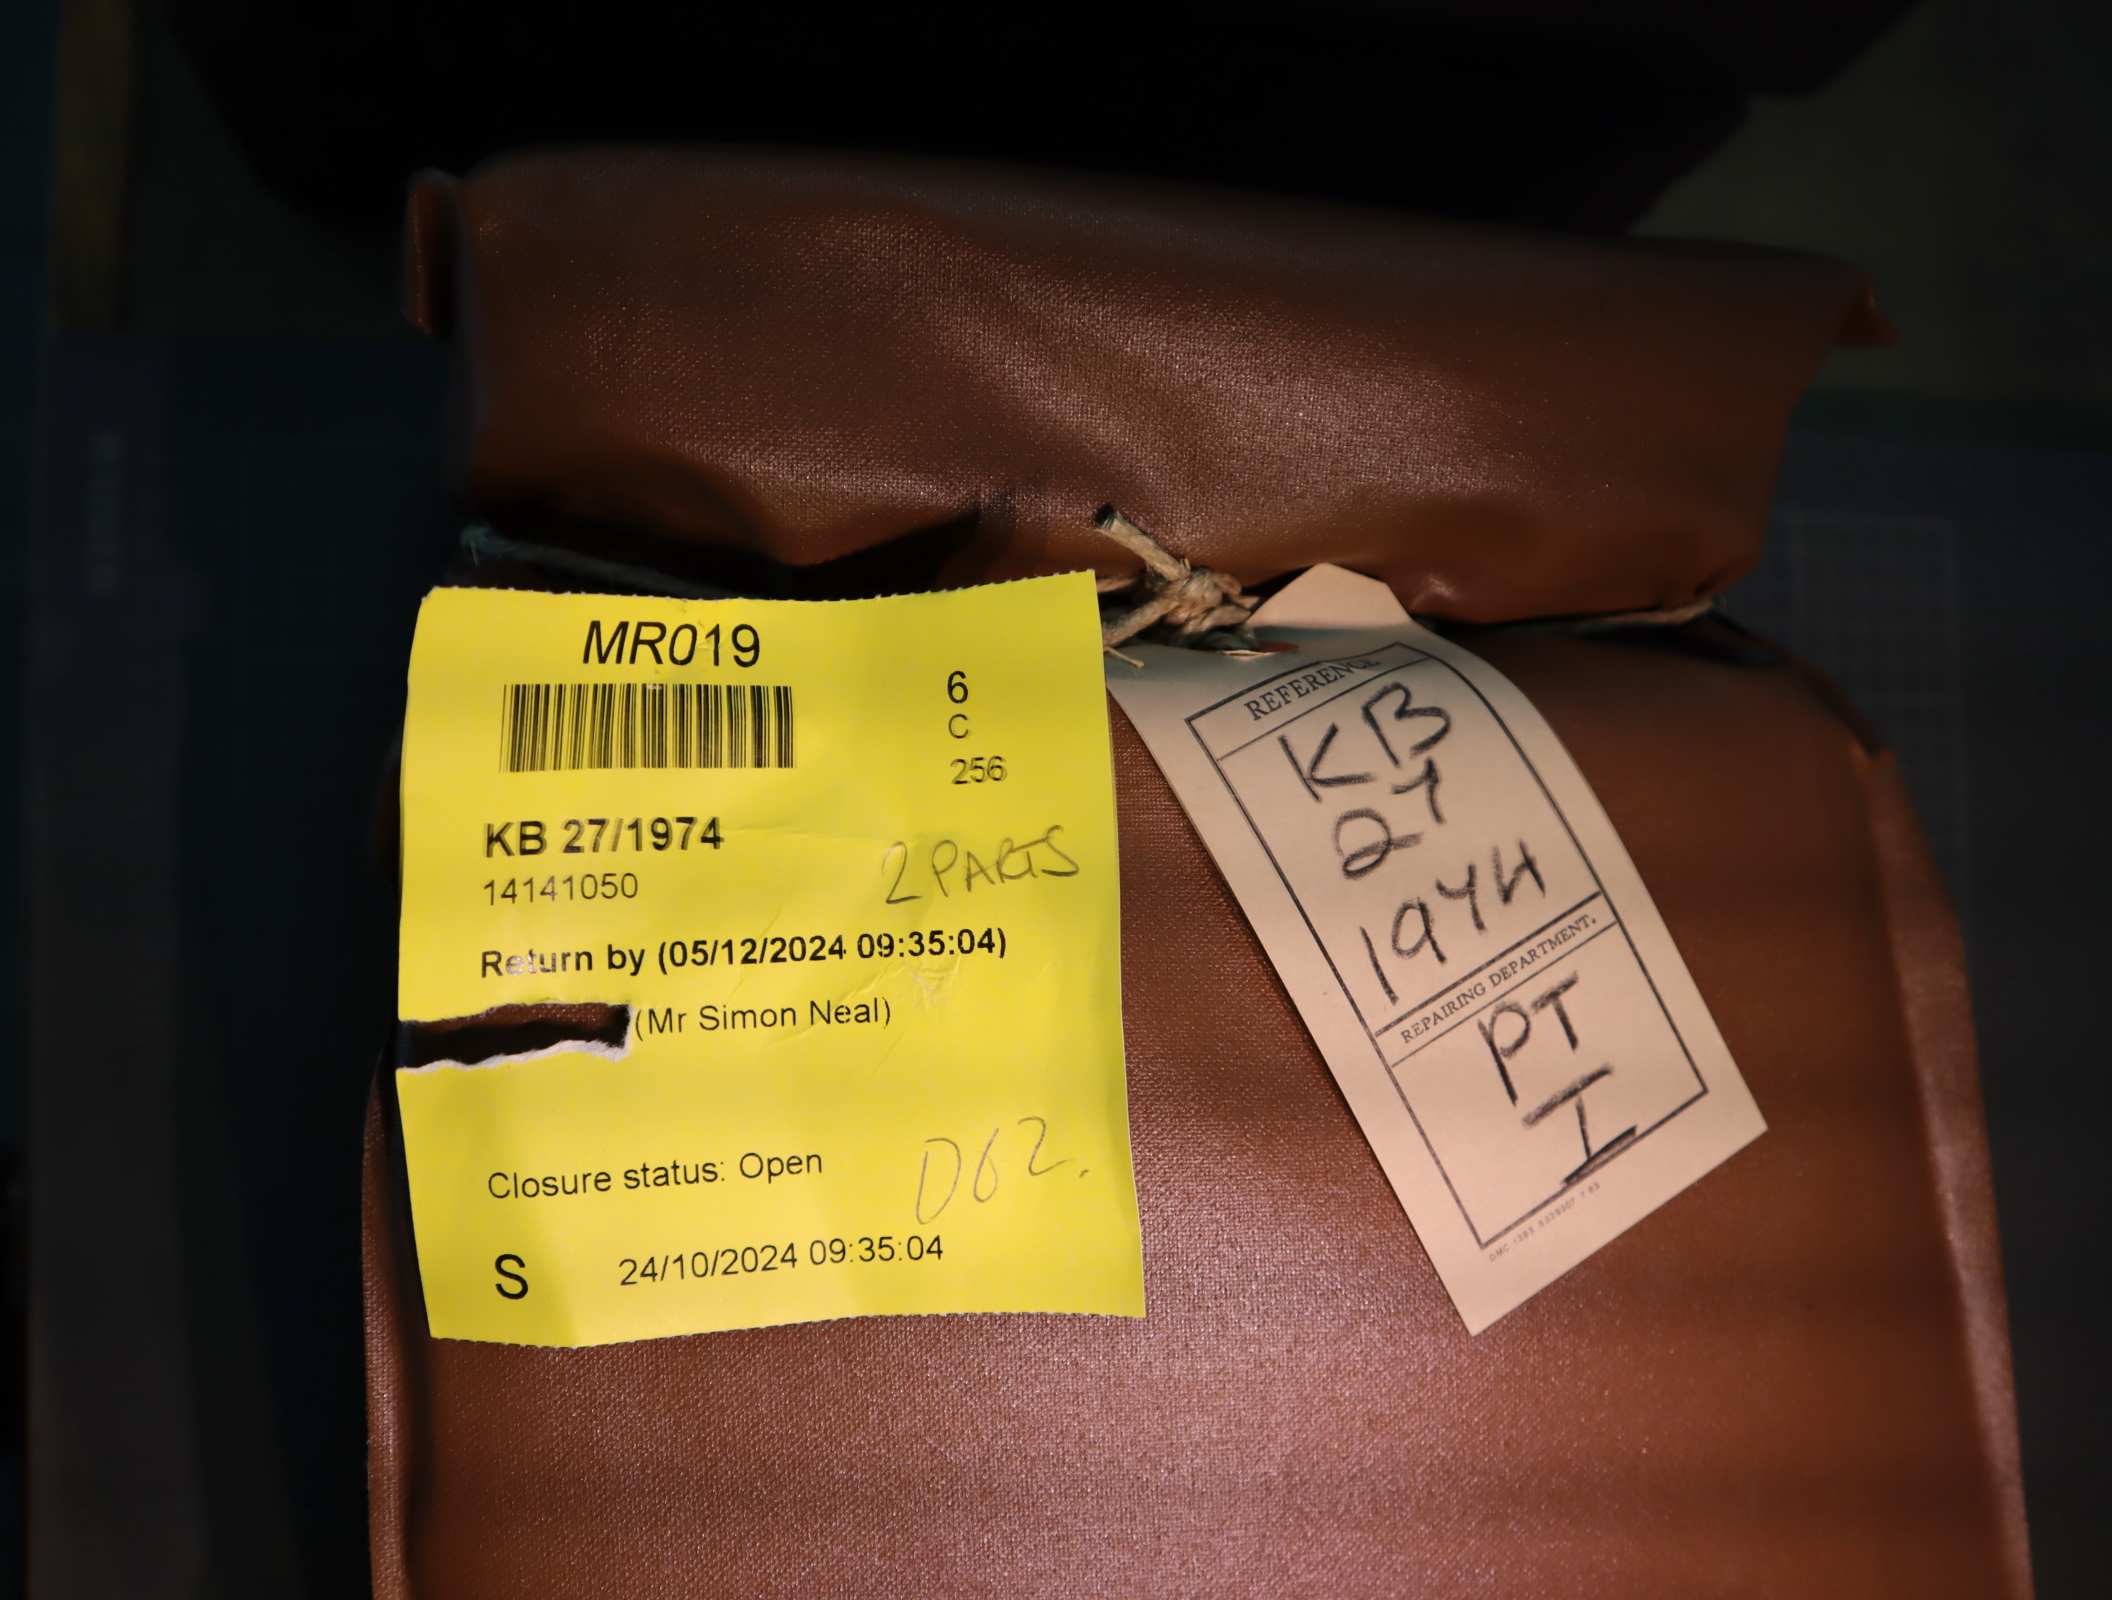 MR019
6
C
256
KB 27/1974
14141050
2 PARTS
Return by (05/12/2024 09:35:04)
(Mr Simon Neal)
Closure status: Open
D62.
S 24/10/2024 09:35:04
REFERENCE
KB
27
1974
REPAIRING DEPARTMENT.
PT
I